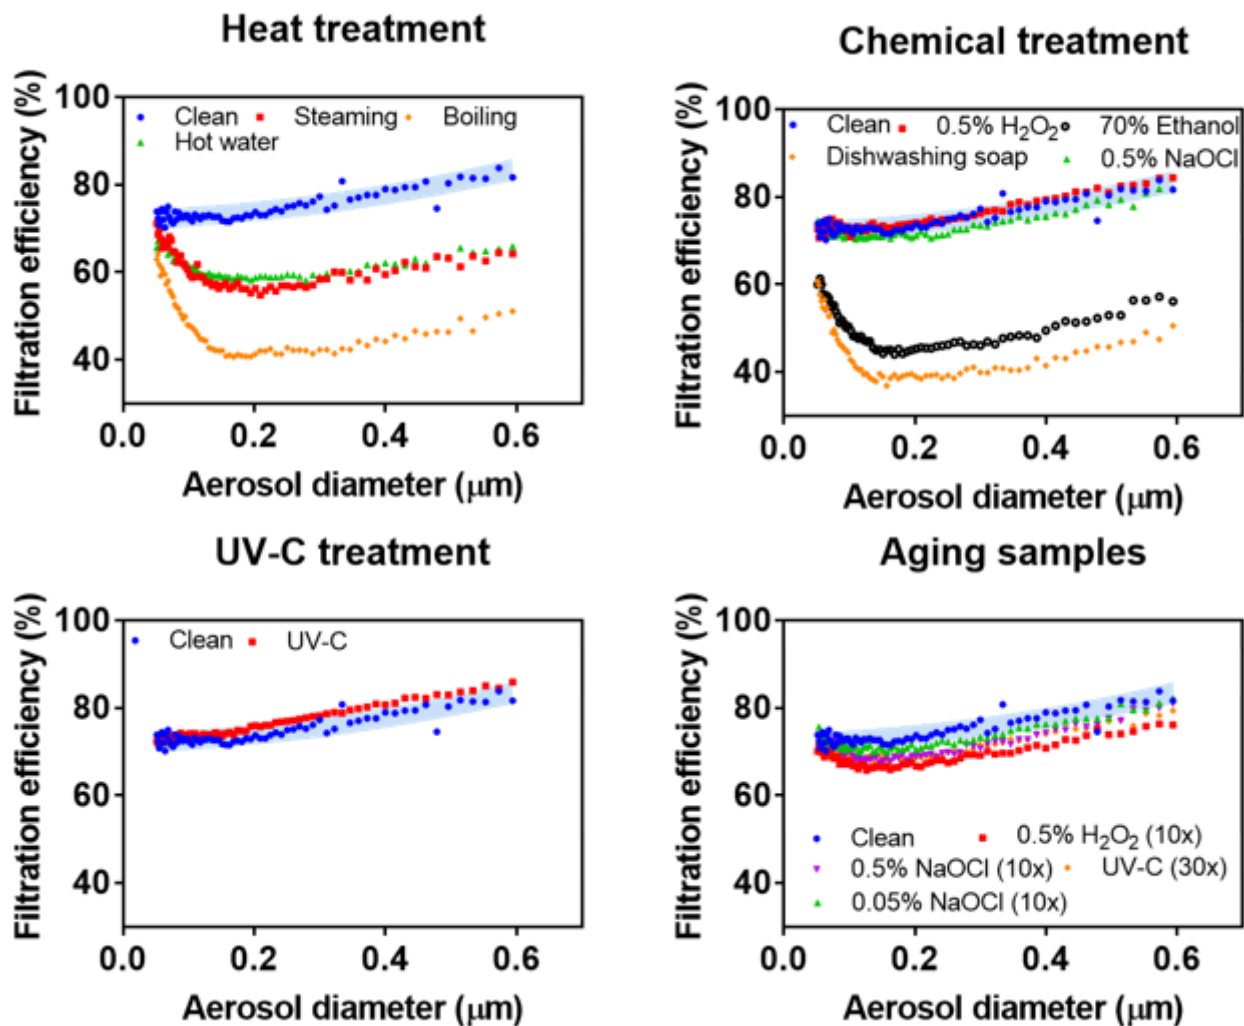 Heat treatment
Filtration efficiency (%)
100
80
60
40
Clean Steaming Boiling
Hot water
0.0 0.2 0.4 0.6
Aerosol diameter (μm)
Chemical treatment
Filtration efficiency (%)
100
80
60
40
Clean 0.5% H₂O₂ 70% Ethanol
Dishwashing soap 0.5% NaOCl
0.0 0.2 0.4 0.6
Aerosol diameter (μm)
UV-C treatment
Filtration efficiency (%)
100
80
60
40
Clean UV-C
0.0 0.2 0.4 0.6
Aerosol diameter (μm)
Aging samples
Filtration efficiency (%)
100
80
60
40
Clean 0.5% H₂O₂ (10x)
0.5% NaOCl (10x) UV-C (30x)
0.05% NaOCl (10x)
0.0 0.2 0.4 0.6
Aerosol diameter (μm)